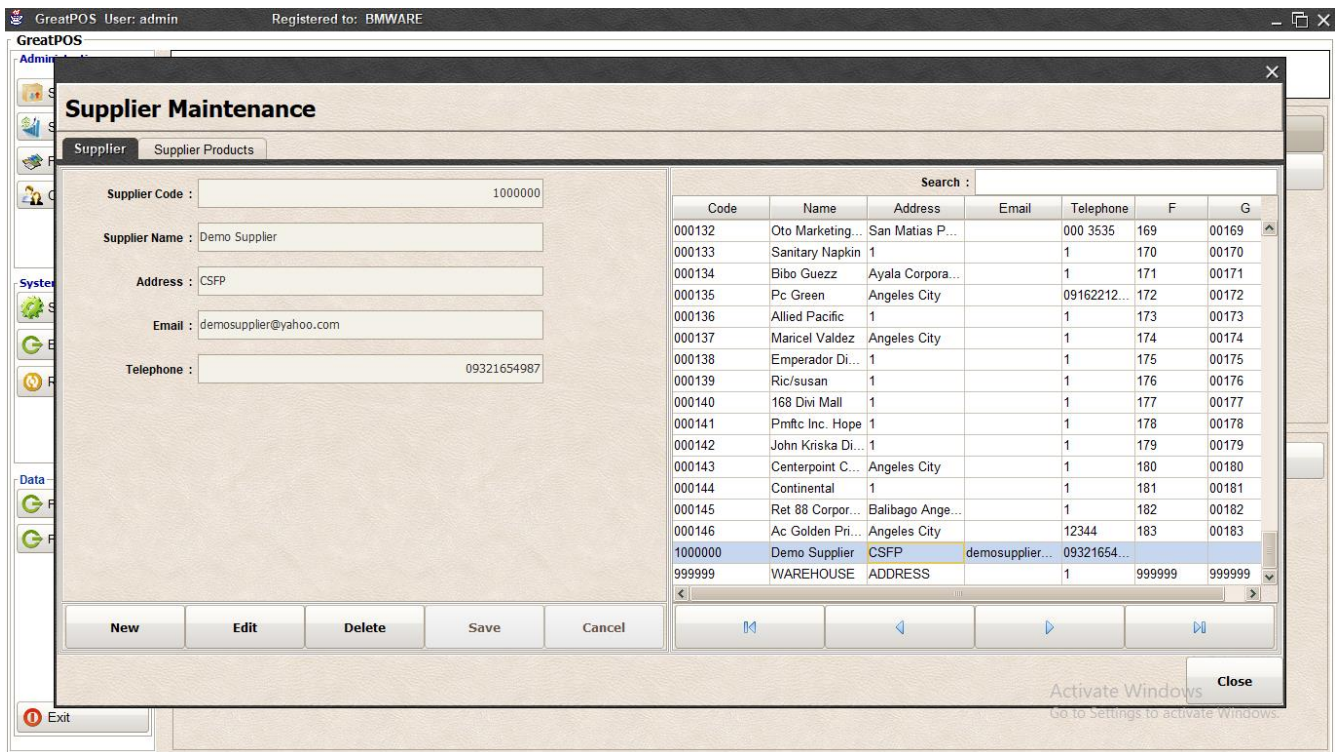 GreatPOS User: admin Registered to: BMWARE
GreatPOS
Supplier Maintenance
Supplier Supplier Products
Supplier Code : 1000000
Supplier Name : Demo Supplier
Address : CSFP
Email : demosupplier@yahoo.com
Telephone : 09321654987
Search :
Code Name Address Email Telephone F G
000132 Oto Marketing... San Matias P... 000 3535 169 00169
000133 Sanitary Napkin 1 1 170 00170
000134 Bibo Guezz Ayala Corpora... 1 171 00171
000135 Pc Green Angeles City 09162212... 172 00172
000136 Allied Pacific 1 1 173 00173
000137 Maricel Valdez Angeles City 1 174 00174
000138 Emperador Di... 1 1 175 00175
000139 Ric/susan 1 1 176 00176
000140 168 Divi Mall 1 1 177 00177
000141 Pmftc Inc. Hope 1 1 178 00178
000142 John Kriska Di... 1 1 179 00179
000143 Centerpoint C... Angeles City 1 180 00180
000144 Continental 1 1 181 00181
000145 Ret 88 Corpor... Balibago Ange... 1 182 00182
000146 Ac Golden Pri... Angeles City 12344 183 00183
1000000 Demo Supplier CSFP demosupplier... 09321654...
999999 WAREHOUSE ADDRESS 1 999999 999999
New Edit Delete Save Cancel
Close
Activate Windows
Go to Settings to activate Windows.
Data
Exit